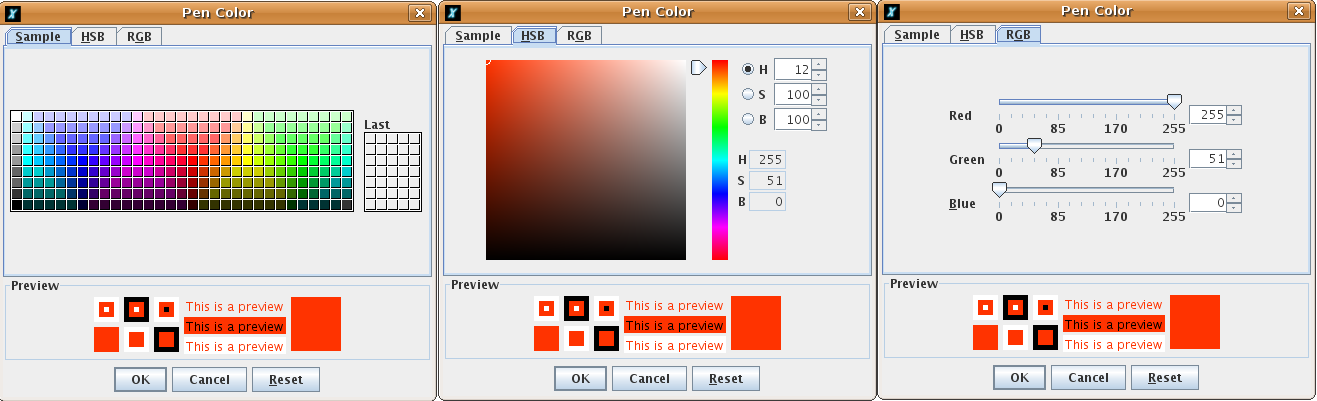 Pen Color
Sample HSB RGB
Last
Preview
This is a preview
This is a preview
This is a preview
OK Cancel Reset
Pen Color
Sample HSB RGB
H 12
S 100
B 100
H 255
S 51
B 0
Preview
This is a preview
This is a preview
This is a preview
OK Cancel Reset
Pen Color
Sample HSB RGB
Red 255
0 85 170 255
Green 51
0 85 170 255
Blue 0
0 85 170 255
Preview
This is a preview
This is a preview
This is a preview
OK Cancel Reset